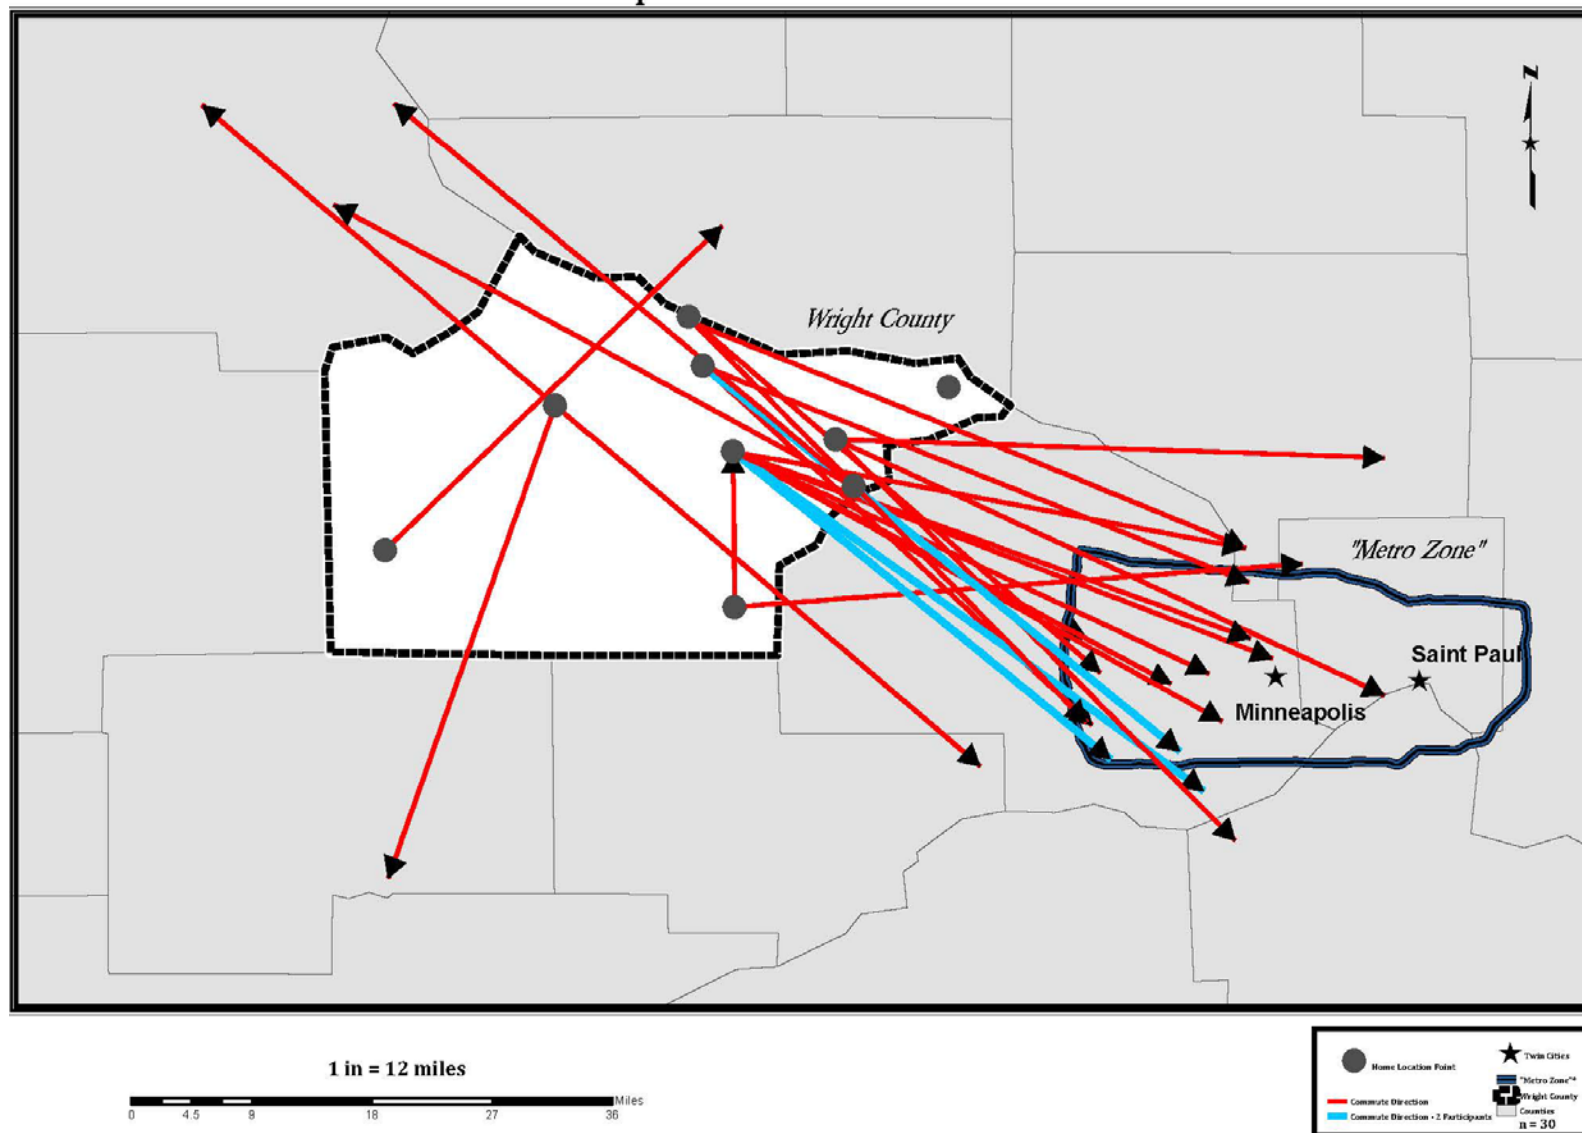 N
Wright County
"Metro Zone"
Saint Paul
Minneapolis
1 in = 12 miles
Miles
0 4.5 9 18 27 36
Home Location Point
Twin Cities
"Metro Zone"*
Wright County
Commute Direction
Counties
Commute Direction - 2 Participants
n = 30